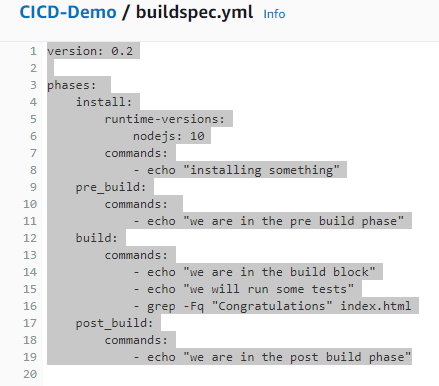 CICD-Demo / buildspec.yml Info
1 version: 0.2
2
3 phases:
4     install:
5         runtime-versions:
6             nodejs: 10
7         commands:
8             - echo "installing something"
9     pre_build:
10         commands:
11             - echo "we are in the pre build phase"
12     build:
13         commands:
14             - echo "we are in the build block"
15             - echo "we will run some tests"
16             - grep -Fq "Congratulations" index.html
17     post_build:
18         commands:
19             - echo "we are in the post build phase"
20